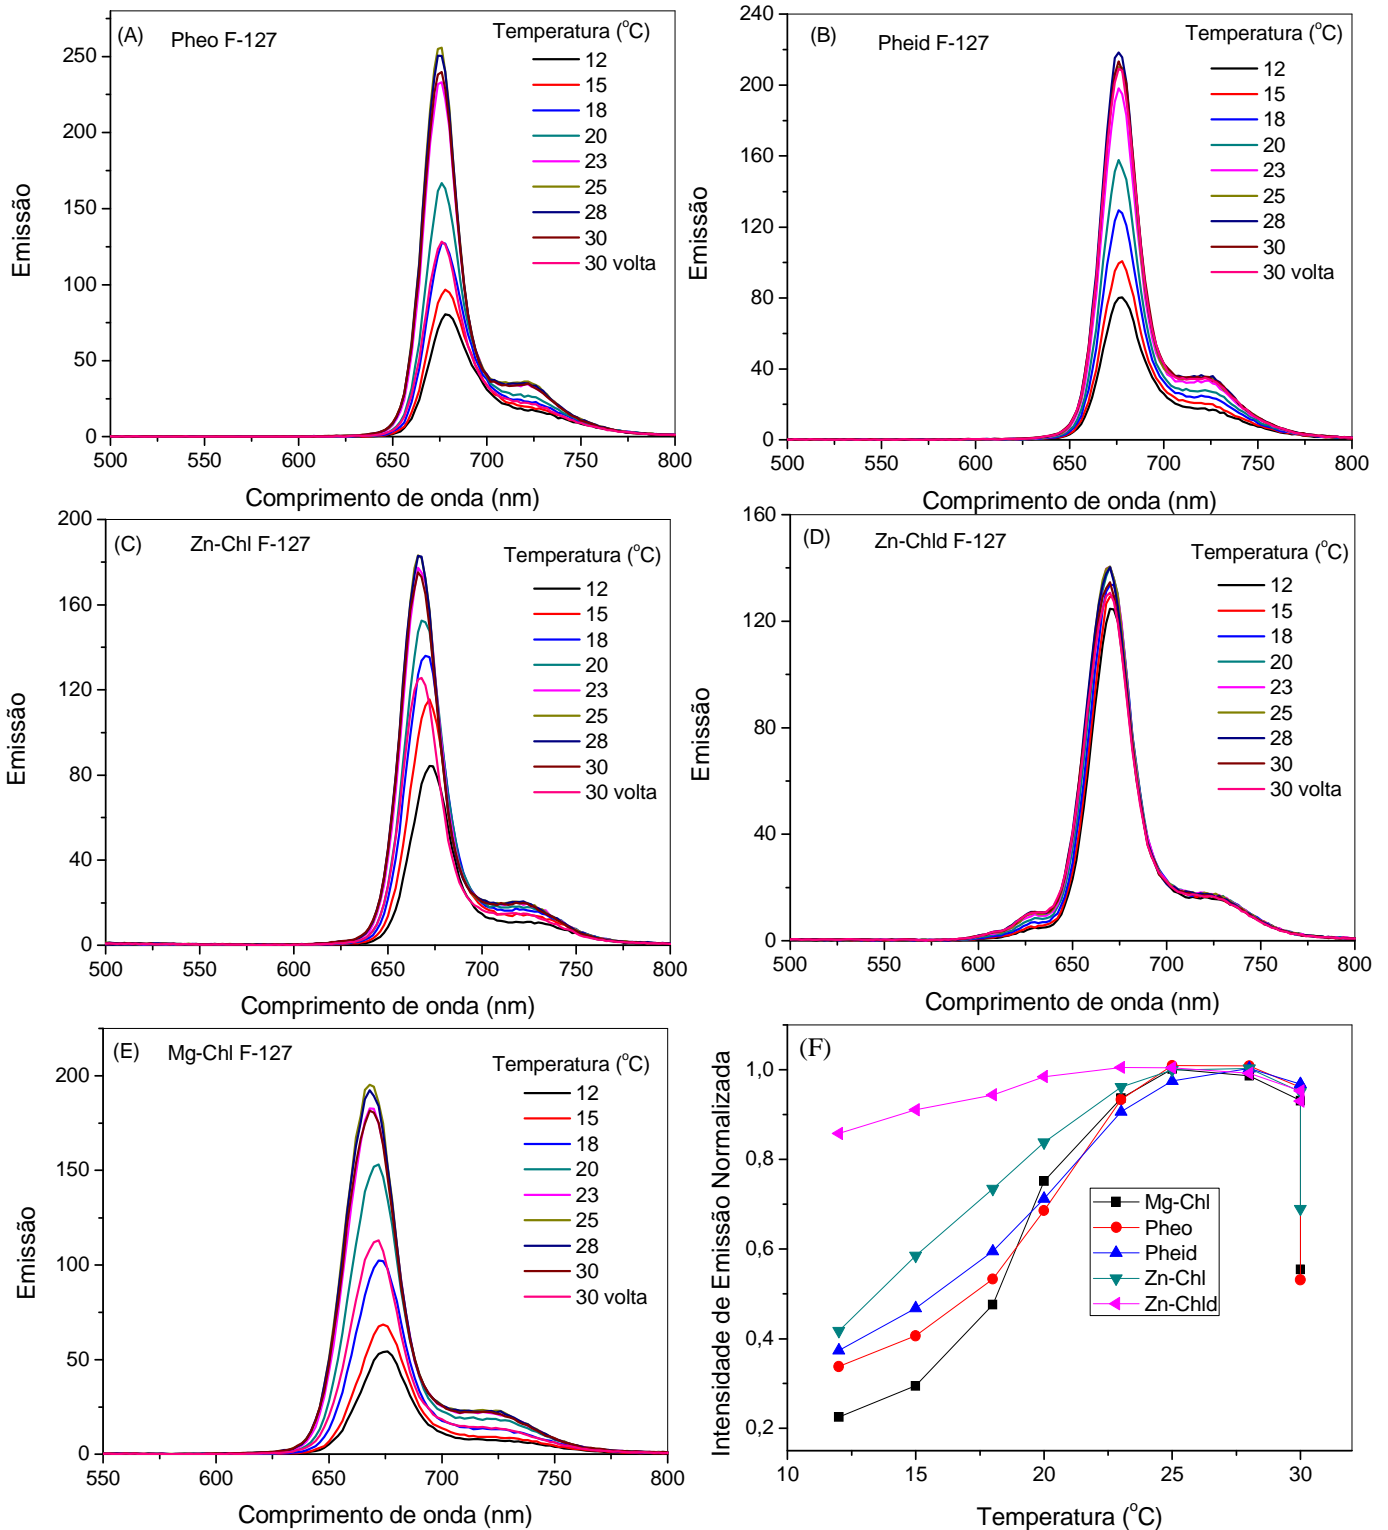 (A)
Pheo F-127
Temperatura (°C)
12
15
18
20
23
25
28
30
30 volta
250
200
150
100
50
0
Emissão
500 550 600 650 700 750 800
Comprimento de onda (nm)
(B)
Pheid F-127
Temperatura (°C)
12
15
18
20
23
25
28
30
30 volta
240
200
160
120
80
40
0
Emissão
500 550 600 650 700 750 800
Comprimento de onda (nm)
(C)
Zn-Chl F-127
Temperatura (°C)
12
15
18
20
23
25
28
30
30 volta
200
160
120
80
40
0
Emissão
500 550 600 650 700 750 800
Comprimento de onda (nm)
(D)
Zn-Chld F-127
Temperatura (°C)
12
15
18
20
23
25
28
30
30 volta
160
120
80
40
0
Emissão
500 550 600 650 700 750 800
Comprimento de onda (nm)
(E)
Mg-Chl F-127
Temperatura (°C)
12
15
18
20
23
25
28
30
30 volta
200
150
100
50
0
Emissão
550 600 650 700 750 800
Comprimento de onda (nm)
(F)
1,0
0,8
0,6
0,4
0,2
Intensidade de Emissão Normalizada
Mg-Chl
Pheo
Pheid
Zn-Chl
Zn-Chld
10 15 20 25 30
Temperatura (°C)